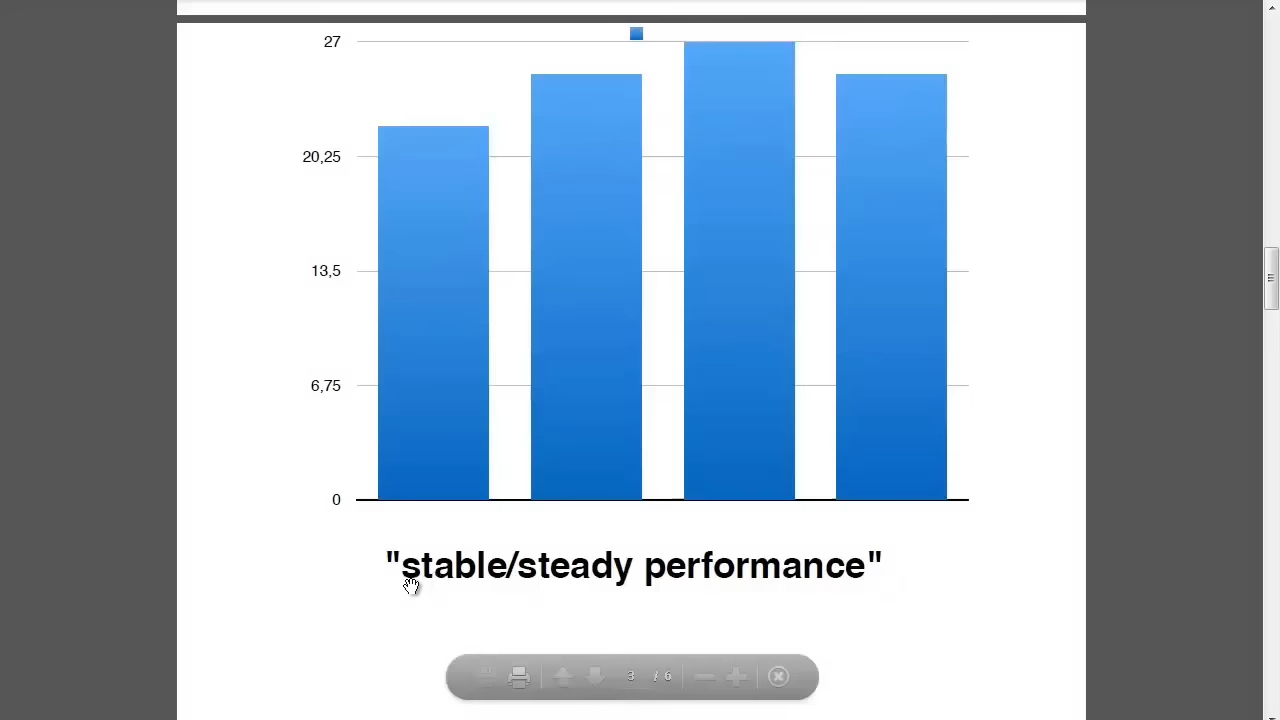 27
20,25
13,5
6,75
0
"stable/steady performance"
3 / 6